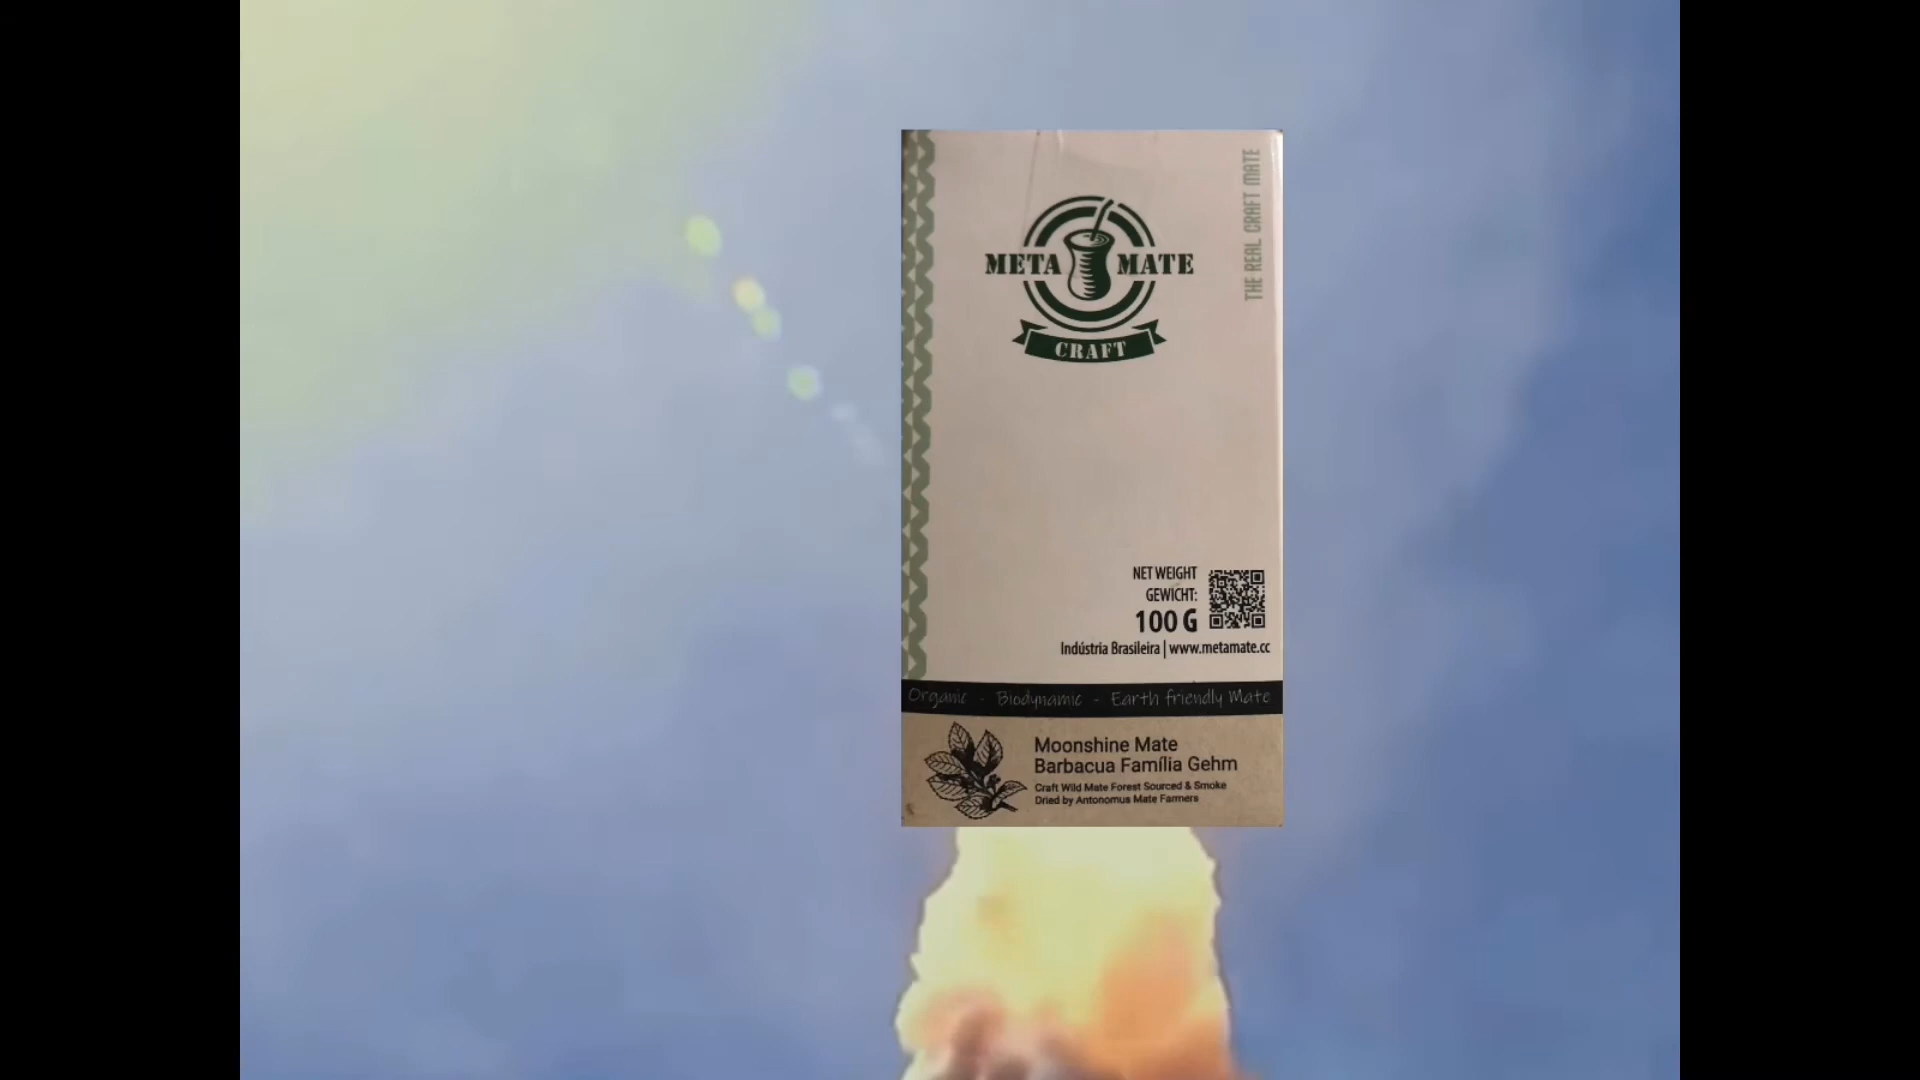 THE REAL CRAFT MATE
META MATE
CRAFT
NET WEIGHT
GEWICHT:
100 G
Indústria Brasileira | www.metamate.cc
Organic - Biodynamic - Earth friendly Mate
Moonshine Mate
Barbacua Família Gehm
Craft Wild Mate Forest Sourced & Smoke
Dried by Antonomus Mate Farmers